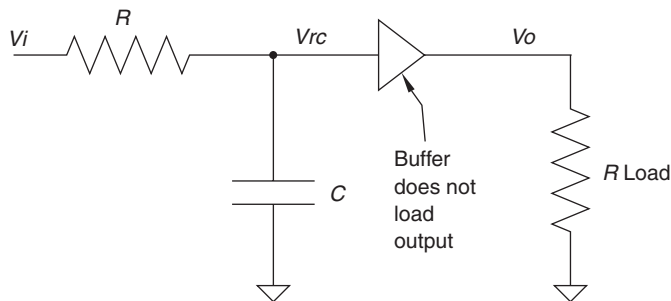 R
Vi
Vrc
Vo
Buffer
does not
load
output
C
R Load